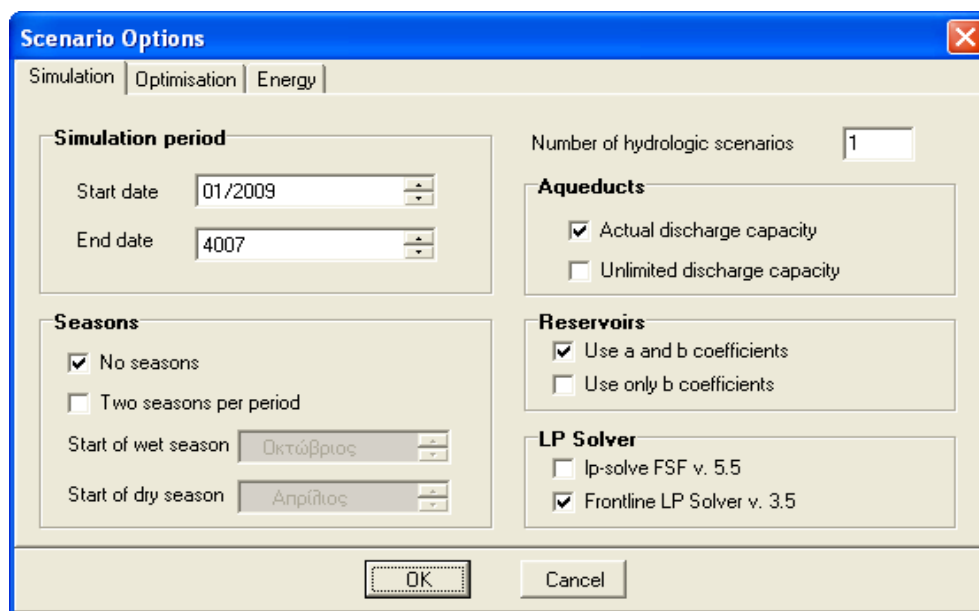 Scenario Options
Simulation
Optimisation
Energy
Simulation period
Start date
01/2009
End date
4007
Seasons
No seasons
Two seasons per period
Start of wet season
Οκτώβριος
Start of dry season
Απρίλιος
Number of hydrologic scenarios
1
Aqueducts
Actual discharge capacity
Unlimited discharge capacity
Reservoirs
Use a and b coefficients
Use only b coefficients
LP Solver
lp-solve FSF v. 5.5
Frontline LP Solver v. 3.5
OK
Cancel